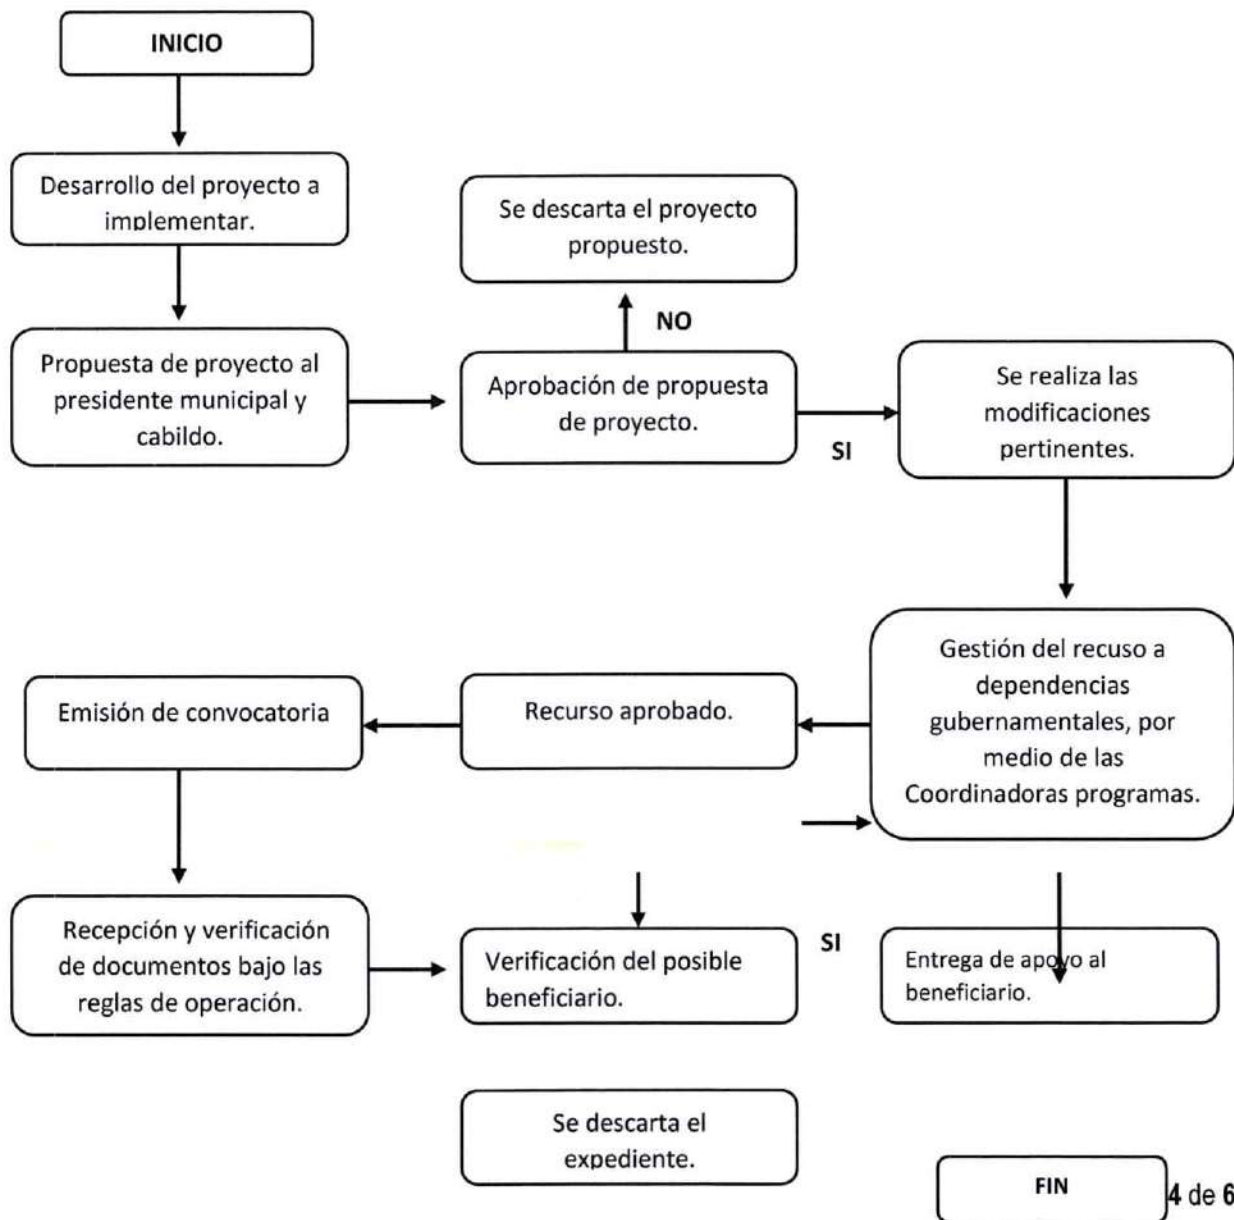 INICIO
Desarrollo del proyecto a
implementar.
Se descarta el proyecto
propuesto.
NO
Propuesta de proyecto al
presidente municipal y
cabildo.
Aprobación de propuesta
de proyecto.
SI
Se realiza las
modificaciones
pertinentes.
Gestión del recuso a
dependencias
gubernamentales, por
medio de las
Coordinadoras programas.
Recurso aprobado.
Emisión de convocatoria
Recepción y verificación
de documentos bajo las
reglas de operación.
Verificación del posible
beneficiario.
SI
Entrega de apoyo al
beneficiario.
Se descarta el
expediente.
FIN
4 de 6